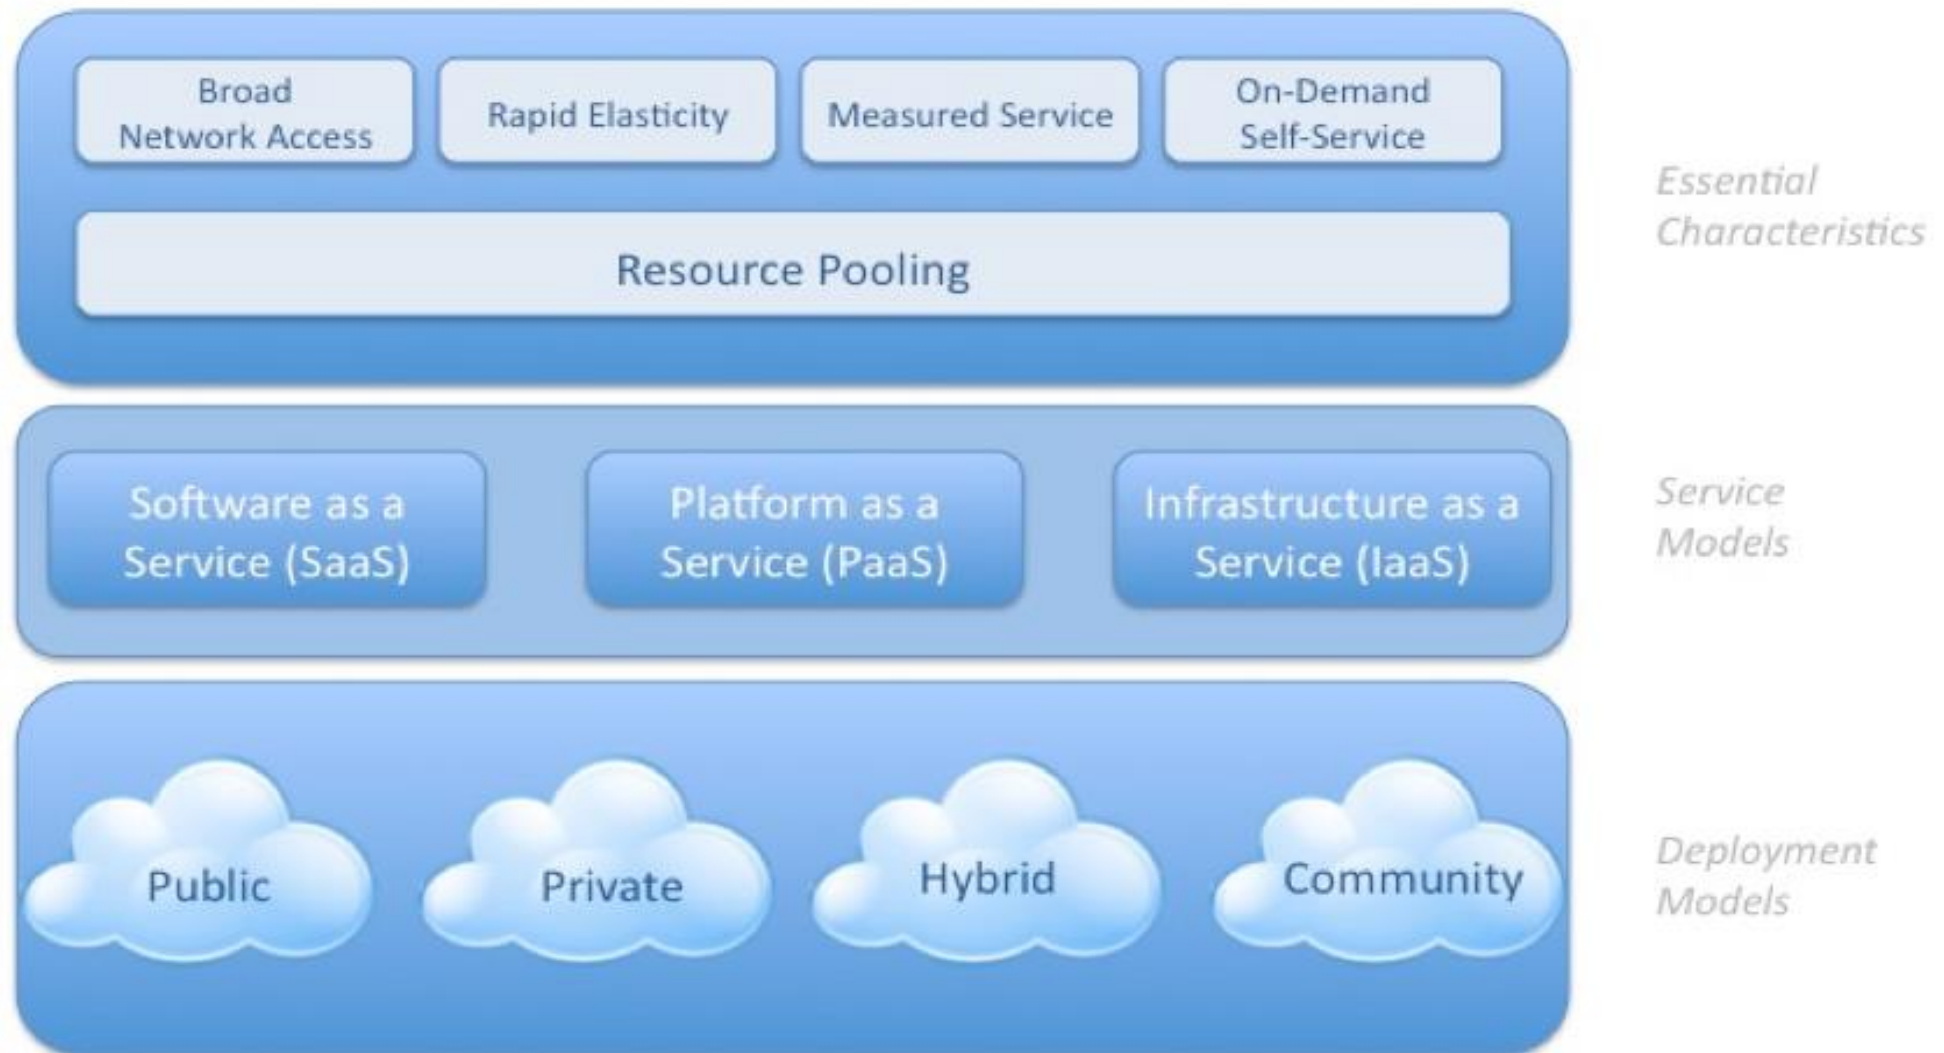 Broad
Network Access
Rapid Elasticity
Measured Service
On-Demand
Self-Service
Resource Pooling
Essential
Characteristics
Software as a
Service (SaaS)
Platform as a
Service (PaaS)
Infrastructure as a
Service (IaaS)
Service
Models
Public
Private
Hybrid
Community
Deployment
Models